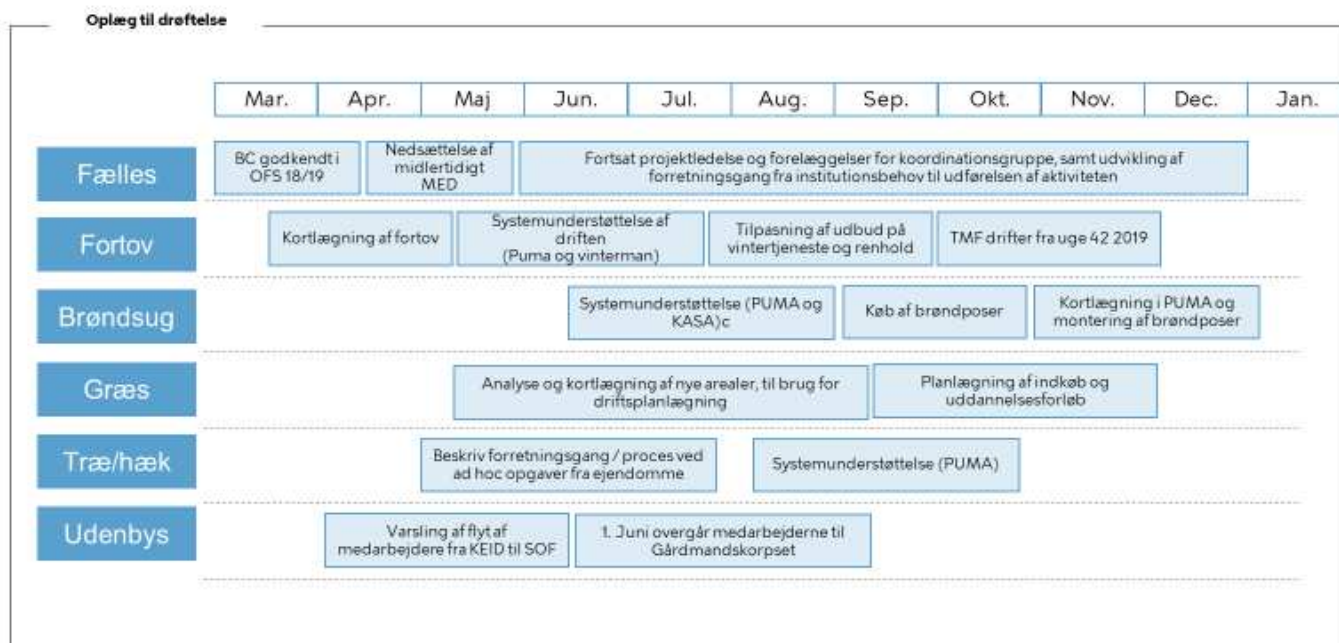 Oplæg til drøftelse
Mar. Apr. Maj Jun. Jul. Aug. Sep. Okt. Nov. Dec. Jan.
Fælles
BC godkendt i
OFS 18/19
Nedsættelse af
midlertidigt
MED
Fortsat projektledelse og forelæggelser for koordinationsgruppe, samt udvikling af
forretningsgang fra institutionsbehov til udførelsen af aktiviteten
Fortov
Kortlægning af fortov
Systemunderstøttelse af
driften
(Puma og vinterman)
Tilpasning af udbud på
vintertjeneste og renhold
TMF drifter fra uge 42 2019
Brøndsug
Systemunderstøttelse (PUMA og
KASA)c
Køb af brøndposer
Kortlægning i PUMA og
montering af brøndposer
Græs
Analyse og kortlægning af nye arealer, til brug for
driftsplanlægning
Planlægning af indkøb og
uddannelsesforløb
Træ/hæk
Beskriv forretningsgang / proces ved
ad hoc opgaver fra ejendomme
Systemunderstøttelse (PUMA)
Udenbys
Varsling af flyt af
medarbejdere fra KEID til SOF
1. Juni overgår medarbejderne til
Gårdmandskorpset